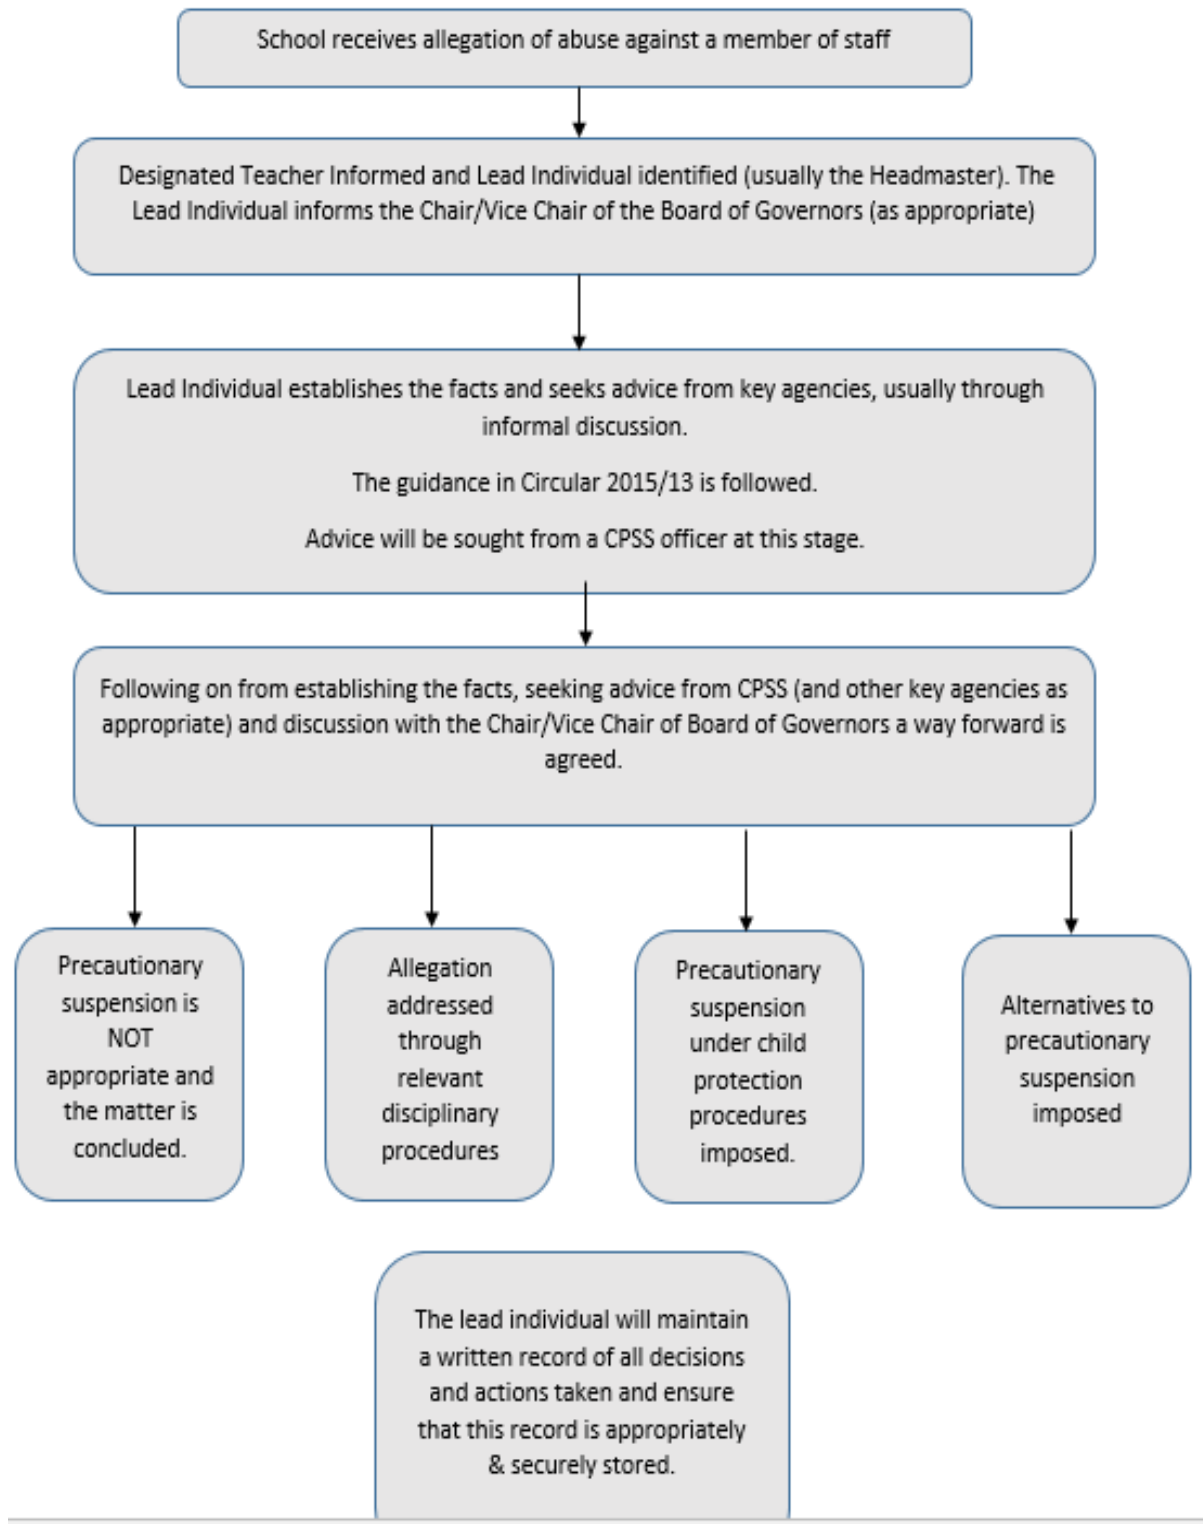 School receives allegation of abuse against a member of staff
Designated Teacher Informed and Lead Individual identified (usually the Headmaster). The
Lead Individual informs the Chair/Vice Chair of the Board of Governors (as appropriate)
Lead Individual establishes the facts and seeks advice from key agencies, usually through
informal discussion.
The guidance in Circular 2015/13 is followed.
Advice will be sought from a CPSS officer at this stage.
Following on from establishing the facts, seeking advice from CPSS (and other key agencies as
appropriate) and discussion with the Chair/Vice Chair of Board of Governors a way forward is
agreed.
Precautionary
suspension is
NOT
appropriate and
the matter is
concluded.
Allegation
addressed
through
relevant
disciplinary
procedures
Precautionary
suspension
under child
protection
procedures
imposed.
Alternatives to
precautionary
suspension
imposed
The lead individual will maintain
a written record of all decisions
and actions taken and ensure
that this record is appropriately
& securely stored.